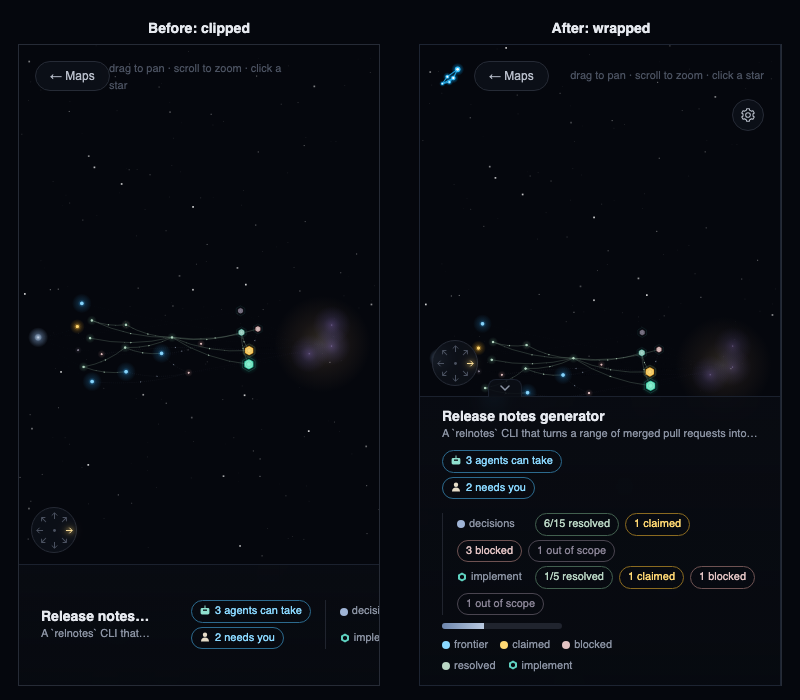 Before: clipped
← Maps
drag to pan · scroll to zoom · click a
star
Release notes…
A `relnotes` CLI that…
3 agents can take
2 needs you
decisi
imple
After: wrapped
← Maps
drag to pan · scroll to zoom · click a star
Release notes generator
A `relnotes` CLI that turns a range of merged pull requests into…
3 agents can take
2 needs you
decisions 6/15 resolved 1 claimed
3 blocked 1 out of scope
implement 1/5 resolved 1 claimed 1 blocked
1 out of scope
frontier claimed blocked
resolved implement